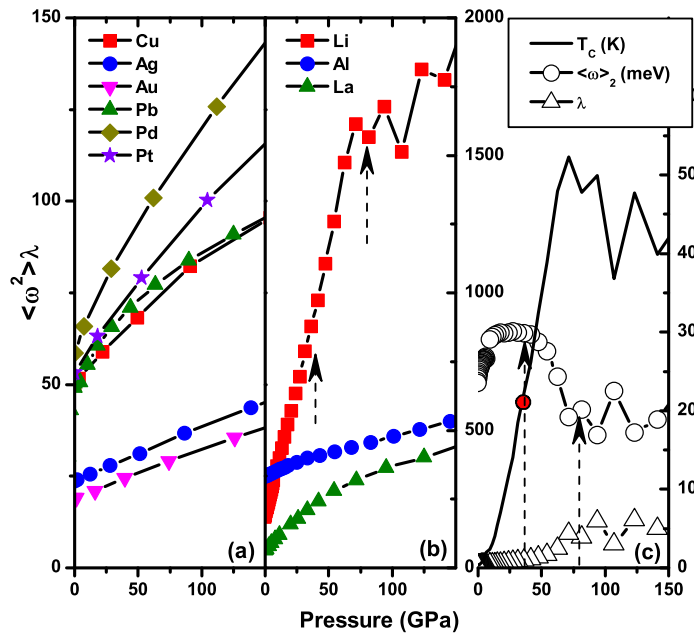 150
100
50
0
<ω²>λ
Cu
Ag
Au
Pb
Pd
Pt
(a)
0 50 100
Li
Al
La
(b)
0 50 100
2000
1500
1000
500
0
T_C (K)
<ω>₂ (meV)
λ
(c)
50
40
30
20
10
0
0 50 100 150
Pressure (GPa)